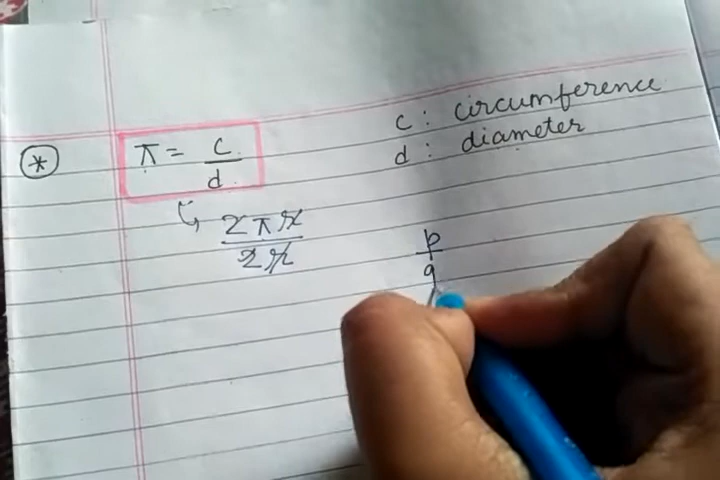 c : circumference
* π = c/d
d : diameter
2πr/2r
p/q